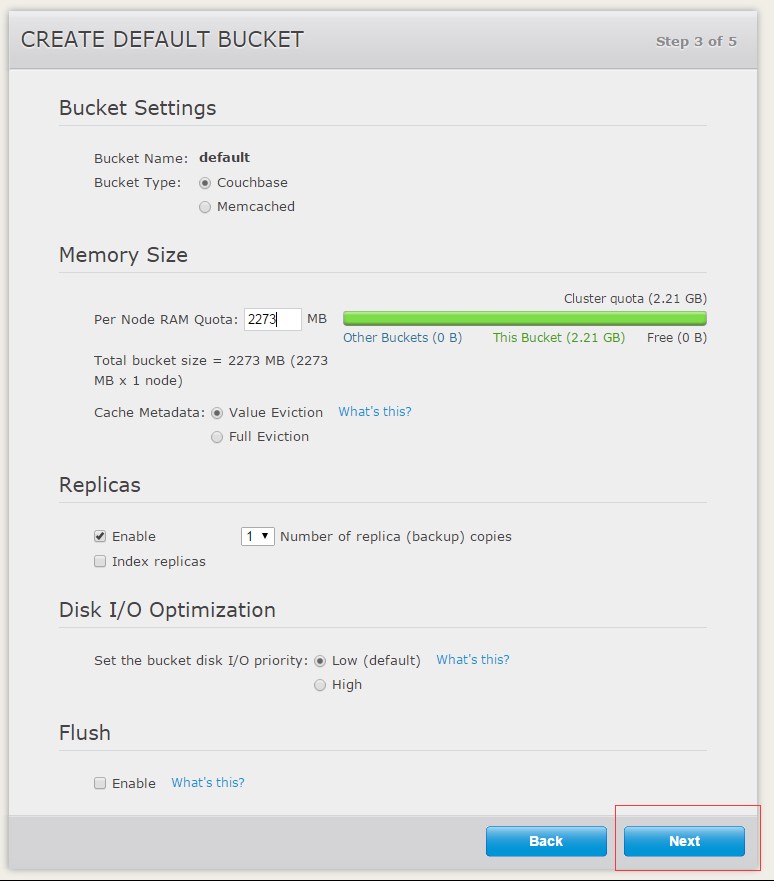 CREATE DEFAULT BUCKET
Step 3 of 5
Bucket Settings
Bucket Name: default
Bucket Type: Couchbase
Memcached
Memory Size
Cluster quota (2.21 GB)
Per Node RAM Quota: 2273 MB
Other Buckets (0 B) This Bucket (2.21 GB) Free (0 B)
Total bucket size = 2273 MB (2273
MB x 1 node)
Cache Metadata: Value Eviction What's this?
Full Eviction
Replicas
Enable 1 Number of replica (backup) copies
Index replicas
Disk I/O Optimization
Set the bucket disk I/O priority: Low (default) What's this?
High
Flush
Enable What's this?
Back Next